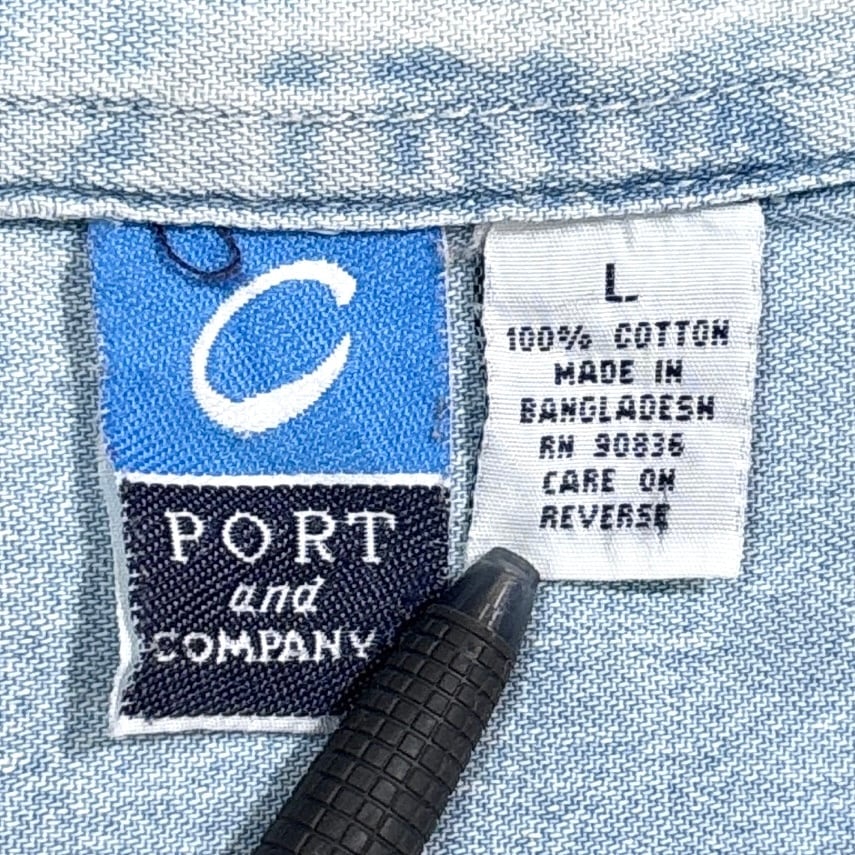 C
PORT
and
COMPANY
L
100% COTTON
MADE IN
BANGLADESH
RN 90836
CARE ON
REVERSE